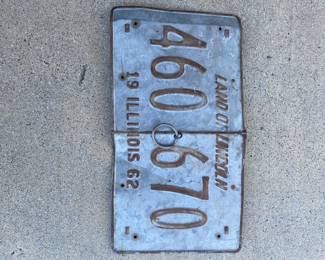 LAND OF LINCOLN
460 670
19 ILLINOIS 62